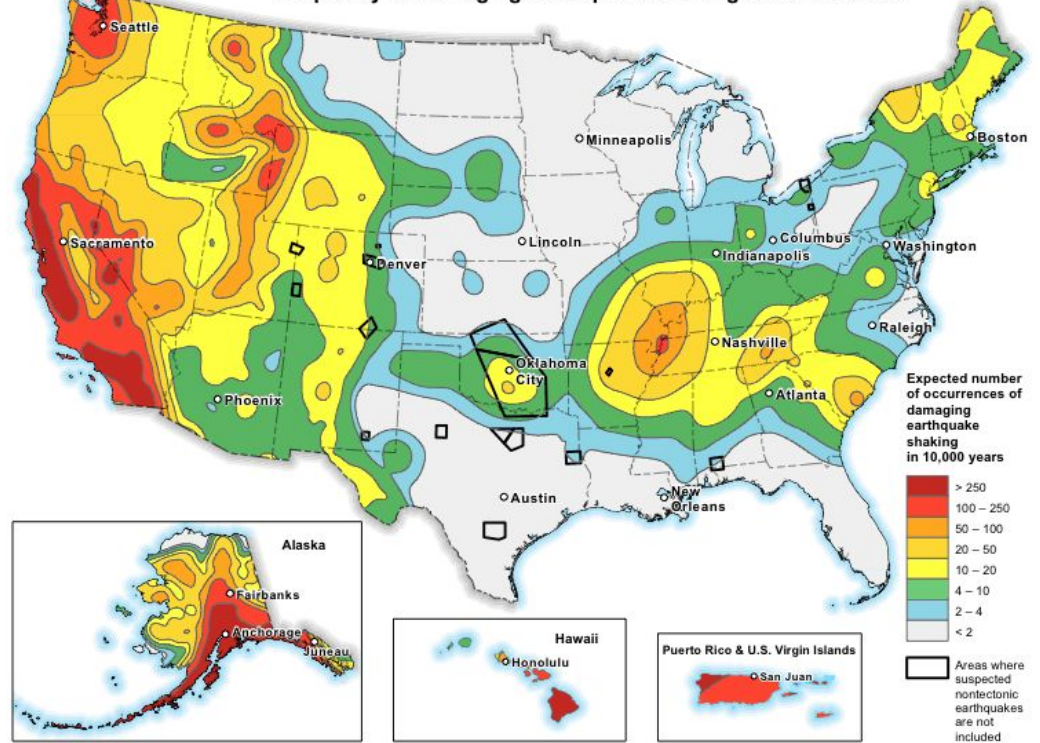 Seattle
Boston
Minneapolis
Sacramento
Lincoln
Columbus
Washington
Denver
Indianapolis
Raleigh
Nashville
Oklahoma
City
Phoenix
Atlanta
Austin
New
Orleans
Expected number
of occurrences of
damaging
earthquake
shaking
in 10,000 years
> 250
100 – 250
50 – 100
20 – 50
10 – 20
4 – 10
2 – 4
< 2
Areas where
suspected
nontectonic
earthquakes
are not
included
Alaska
Fairbanks
Anchorage
Juneau
Hawaii
Honolulu
Puerto Rico & U.S. Virgin Islands
San Juan